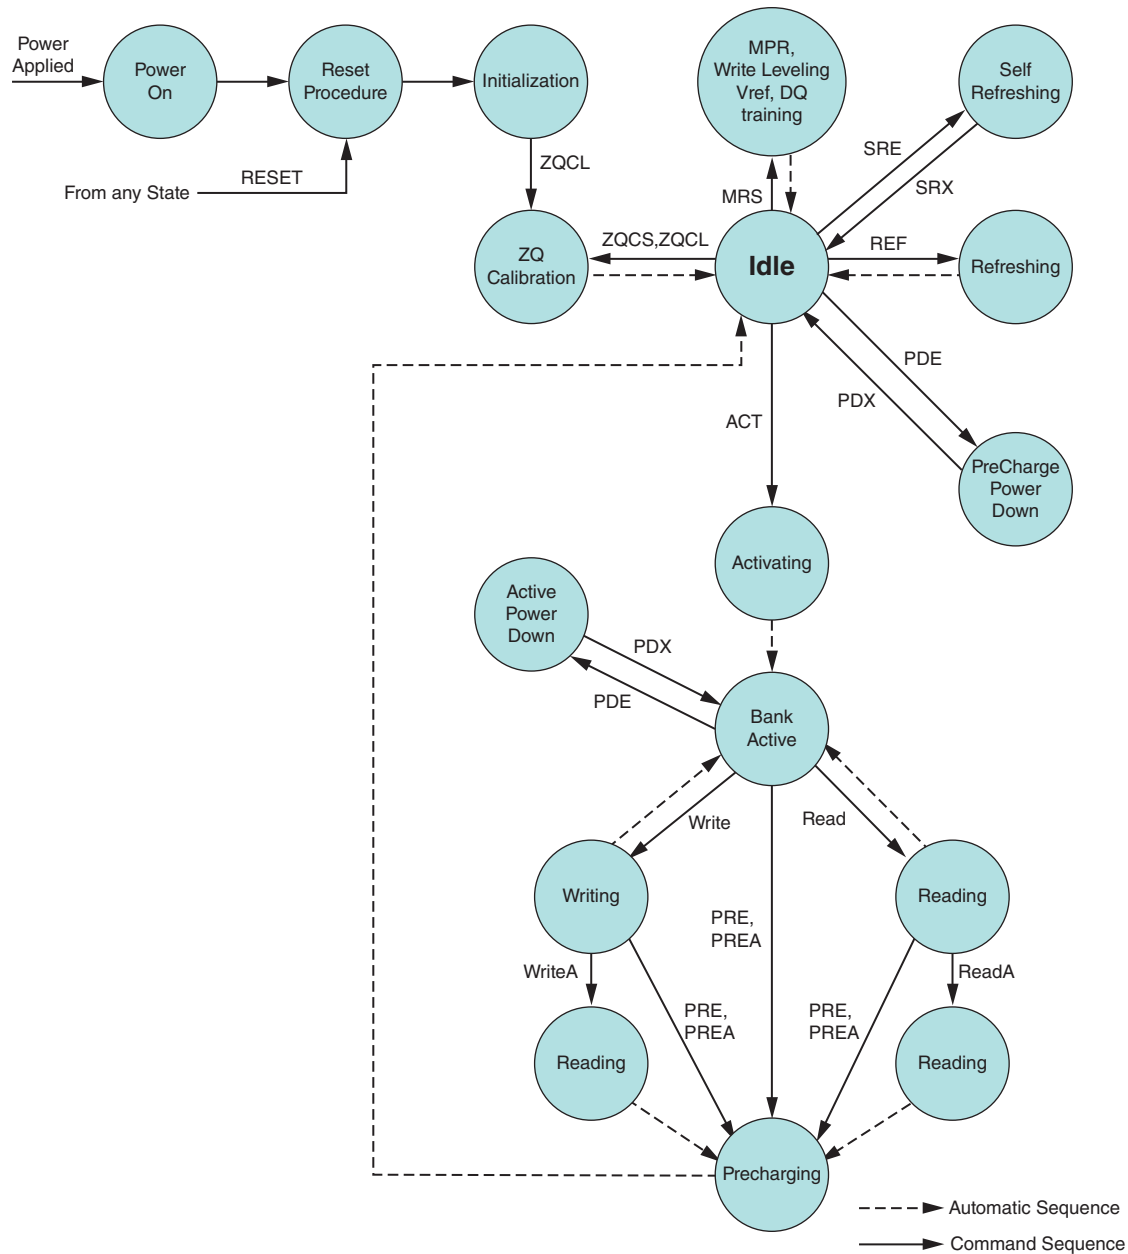 Power
Applied
Power
On
Reset
Procedure
Initialization
MPR,
Write Leveling
Vref, DQ
training
Self
Refreshing
ZQCL
RESET
From any State
SRE
SRX
MRS
ZQCS,ZQCL
REF
ZQ
Calibration
Idle
Refreshing
PDE
PDX
ACT
PreCharge
Power
Down
Activating
Active
Power
Down
PDX
PDE
Bank
Active
Write
Read
Writing
Reading
PRE,
PREA
WriteA
ReadA
PRE,
PREA
PRE,
PREA
Reading
Reading
Precharging
Automatic Sequence
Command Sequence